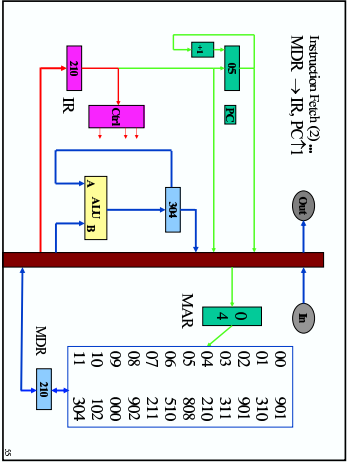 Instruction Fetch (2) ...
MDR → IR, PC↑1
Out
In
+1
05
PC
0
4
MAR
304
ALU
A
B
210
IR
Ctrl
00 901
01 310
02 901
03 311
04 210
05 808
06 510
07 211
08 902
09 000
10 102
11 304
MDR
210
55